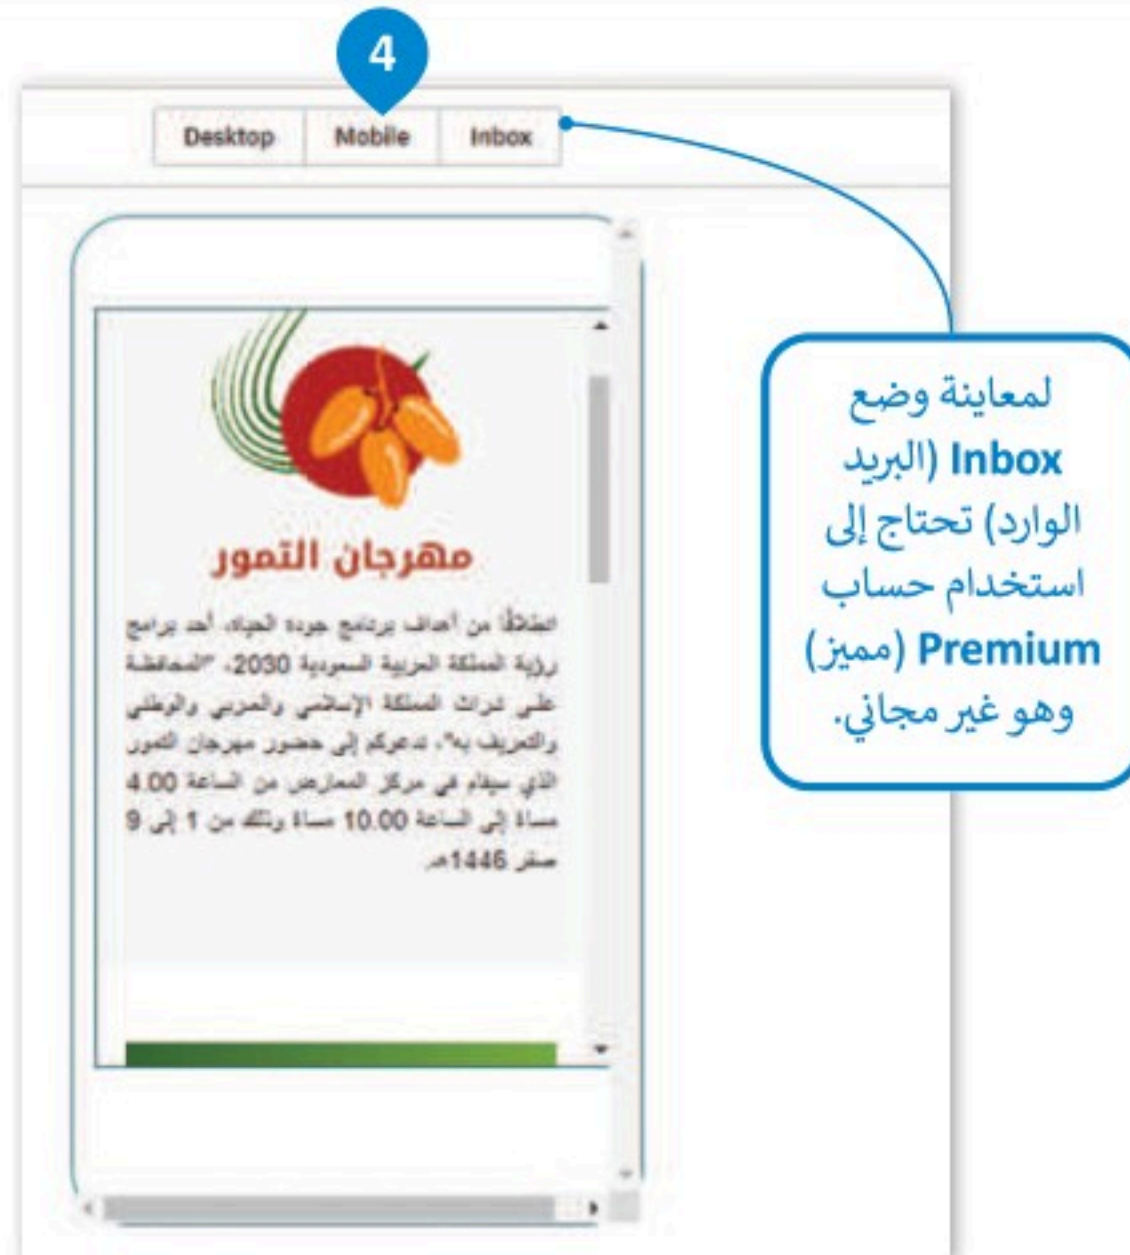 4
Desktop Mobile Inbox
مهرجان التمور
انطلاقًا من أهداف برنامج جودة الحياة، أحد برامج
رؤية المملكة العربية السعودية 2030، "المحافظة
على تراث المملكة الإسلامي والعربي والوطني
والتعريف به"، ندعوكم إلى حضور مهرجان التمور
الذي سيقام في مركز المعارض من الساعة 4.00
مساءً إلى الساعة 10.00 مساءً وذلك من 1 إلى 9
صفر 1446هـ.
لمعاينة وضع
Inbox (البريد
الوارد) تحتاج إلى
استخدام حساب
Premium (مميز)
وهو غير مجاني.